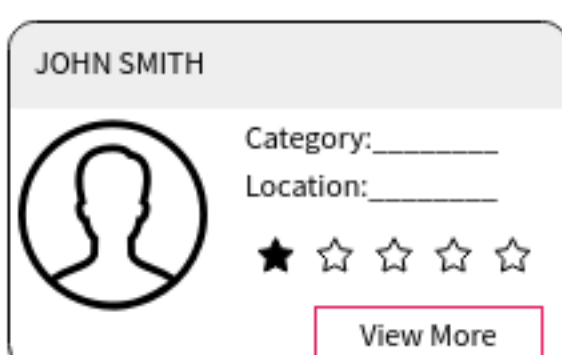 JOHN SMITH
Category:________
Location:________
View More